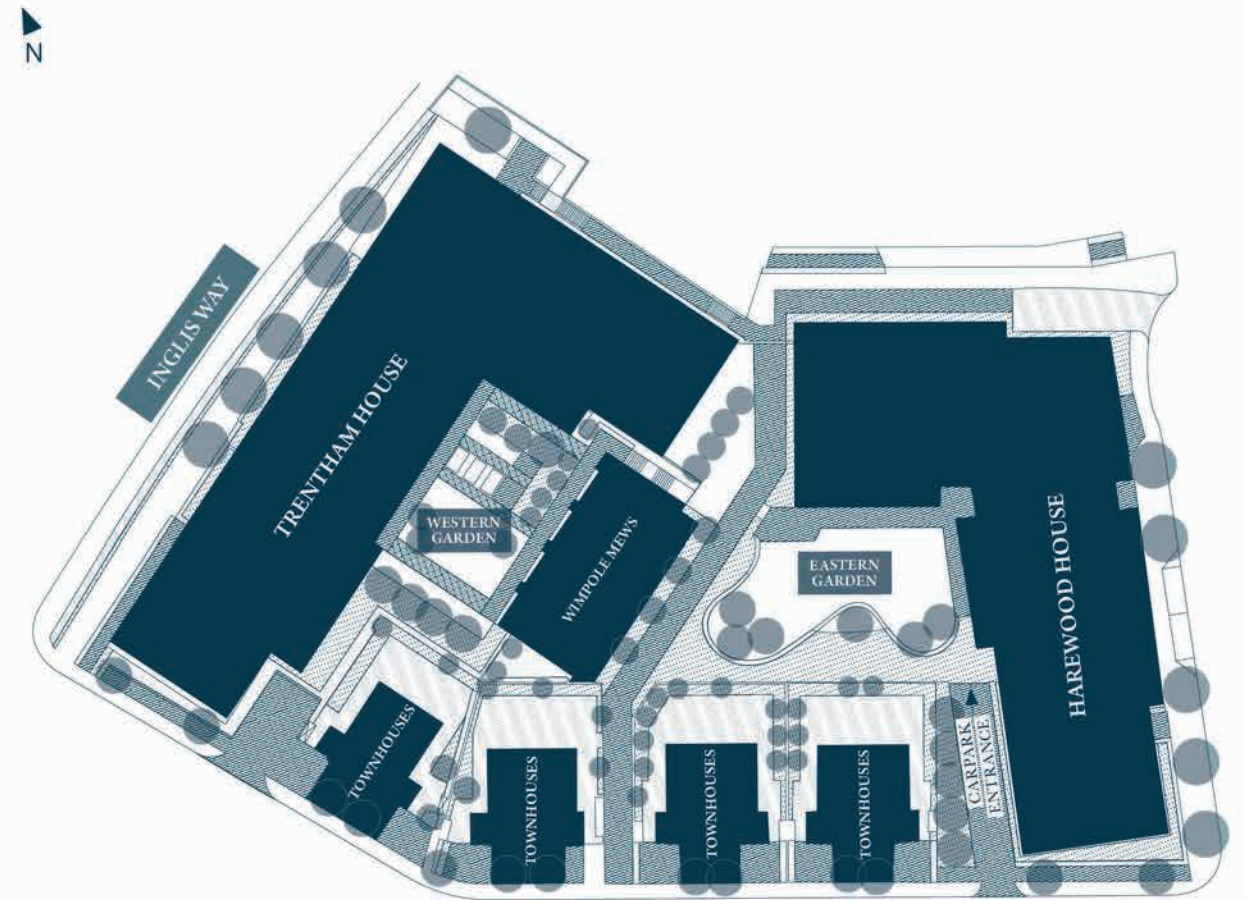 N
INGLIS WAY
TRENTHAM HOUSE
WESTERN
GARDEN
WIMPOLE MEWS
EASTERN
GARDEN
HAREWOOD HOUSE
TOWNHOUSES
TOWNHOUSES
TOWNHOUSES
TOWNHOUSES
CARPARK
ENTRANCE